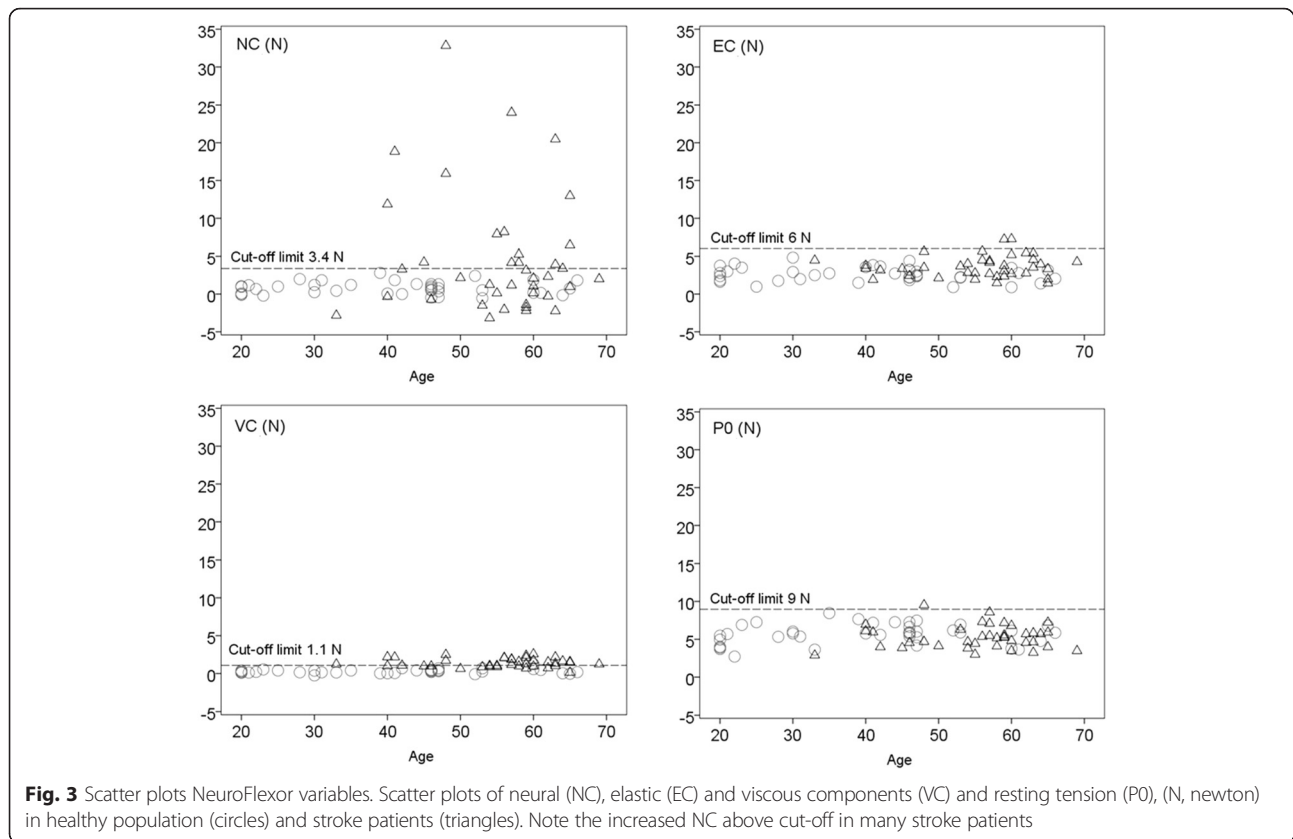 NC (N)
35
30
25
20
15
10
5
0
-5
Cut-off limit 3.4 N
20 30 40 50 60 70
Age
EC (N)
35
30
25
20
15
10
5
0
-5
Cut-off limit 6 N
20 30 40 50 60 70
Age
VC (N)
35
30
25
20
15
10
5
0
-5
Cut-off limit 1.1 N
20 30 40 50 60 70
Age
P0 (N)
35
30
25
20
15
10
5
0
-5
Cut-off limit 9 N
20 30 40 50 60 70
Age
Fig. 3 Scatter plots NeuroFlexor variables. Scatter plots of neural (NC), elastic (EC) and viscous components (VC) and resting tension (P0), (N, newton)
in healthy population (circles) and stroke patients (triangles). Note the increased NC above cut-off in many stroke patients